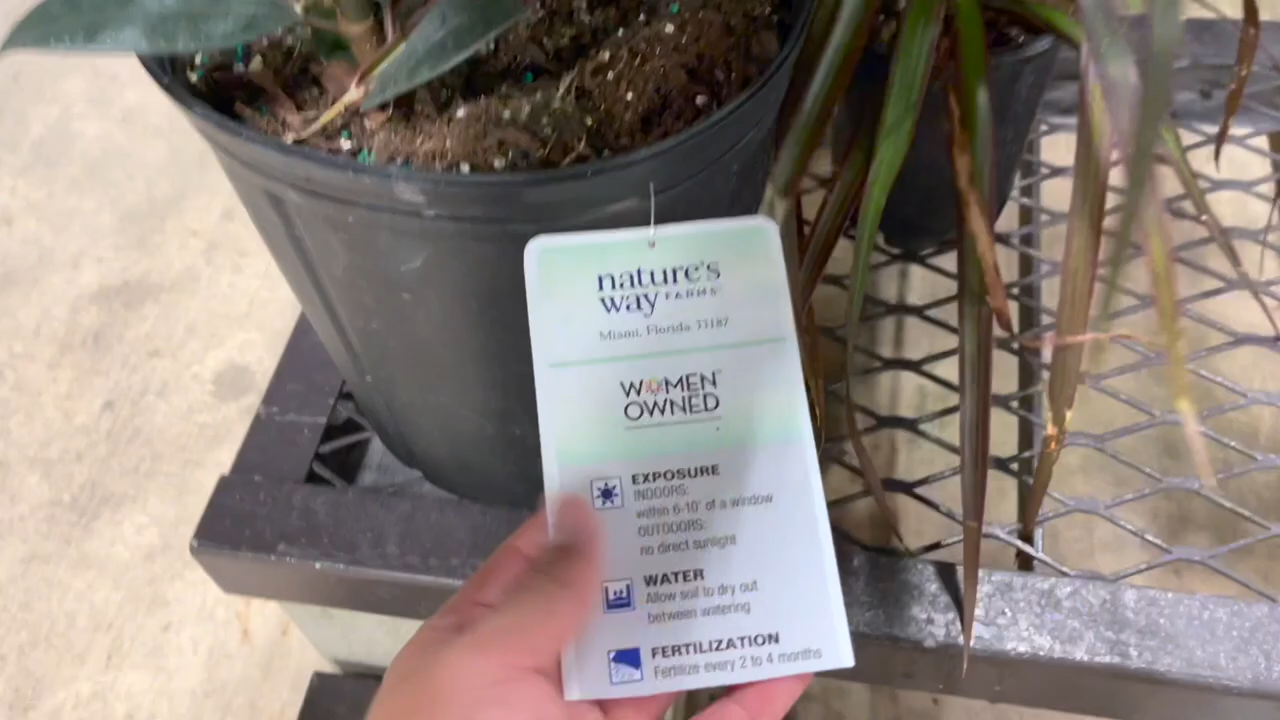 nature's
way FARMS
Miami, Florida 33187
WOMEN™
OWNED
EXPOSURE
INDOORS:
within 6-10' of a window
OUTDOORS:
no direct sunlight
WATER
Allow soil to dry out
between watering
FERTILIZATION
Fertilize every 2 to 4 months